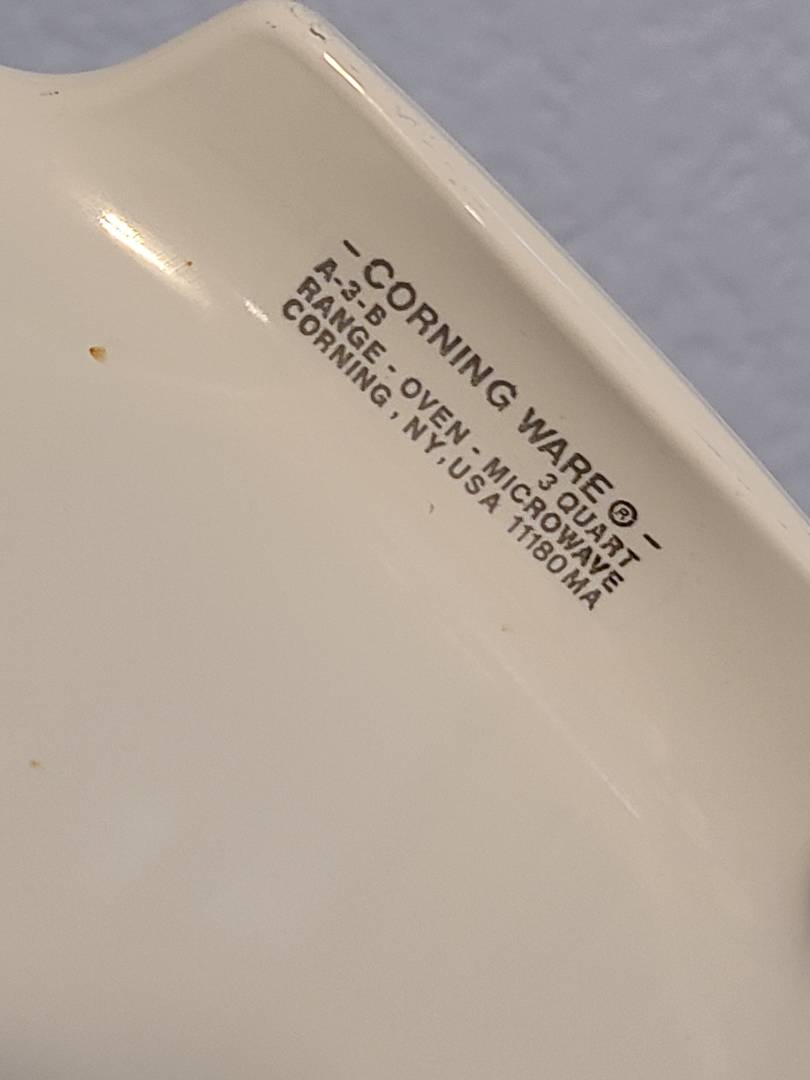 - CORNING WARE ® -
A-3-B 3 QUART
RANGE - OVEN - MICROWAVE
CORNING , NY, USA 11180MA